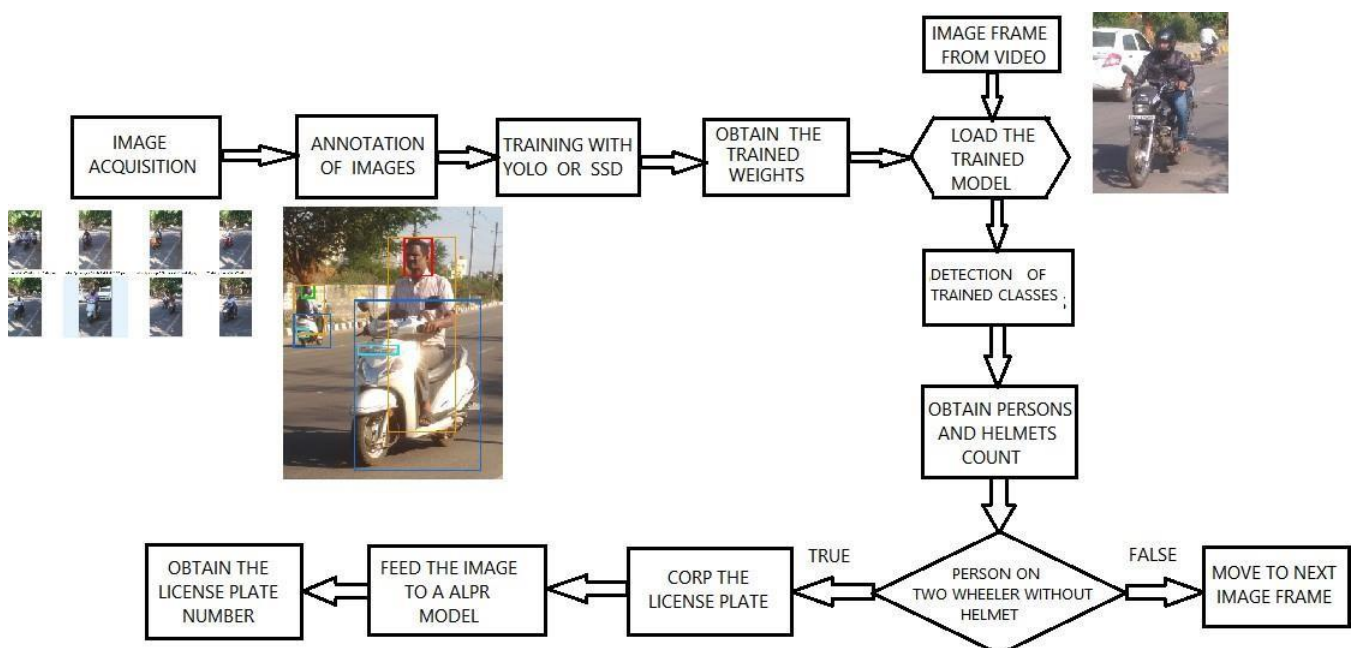 IMAGE FRAME
FROM VIDEO
IMAGE
ACQUISITION
ANNOTATION
OF IMAGES
TRAINING WITH
YOLO OR SSD
OBTAIN THE
TRAINED
WEIGHTS
LOAD THE
TRAINED
MODEL
DETECTION OF
TRAINED CLASSES ;
OBTAIN PERSONS
AND HELMETS
COUNT
PERSON ON
TWO WHEELER WITHOUT
HELMET
TRUE
FALSE
MOVE TO NEXT
IMAGE FRAME
CORP THE
LICENSE PLATE
FEED THE IMAGE
TO A ALPR
MODEL
OBTAIN THE
LICENSE PLATE
NUMBER